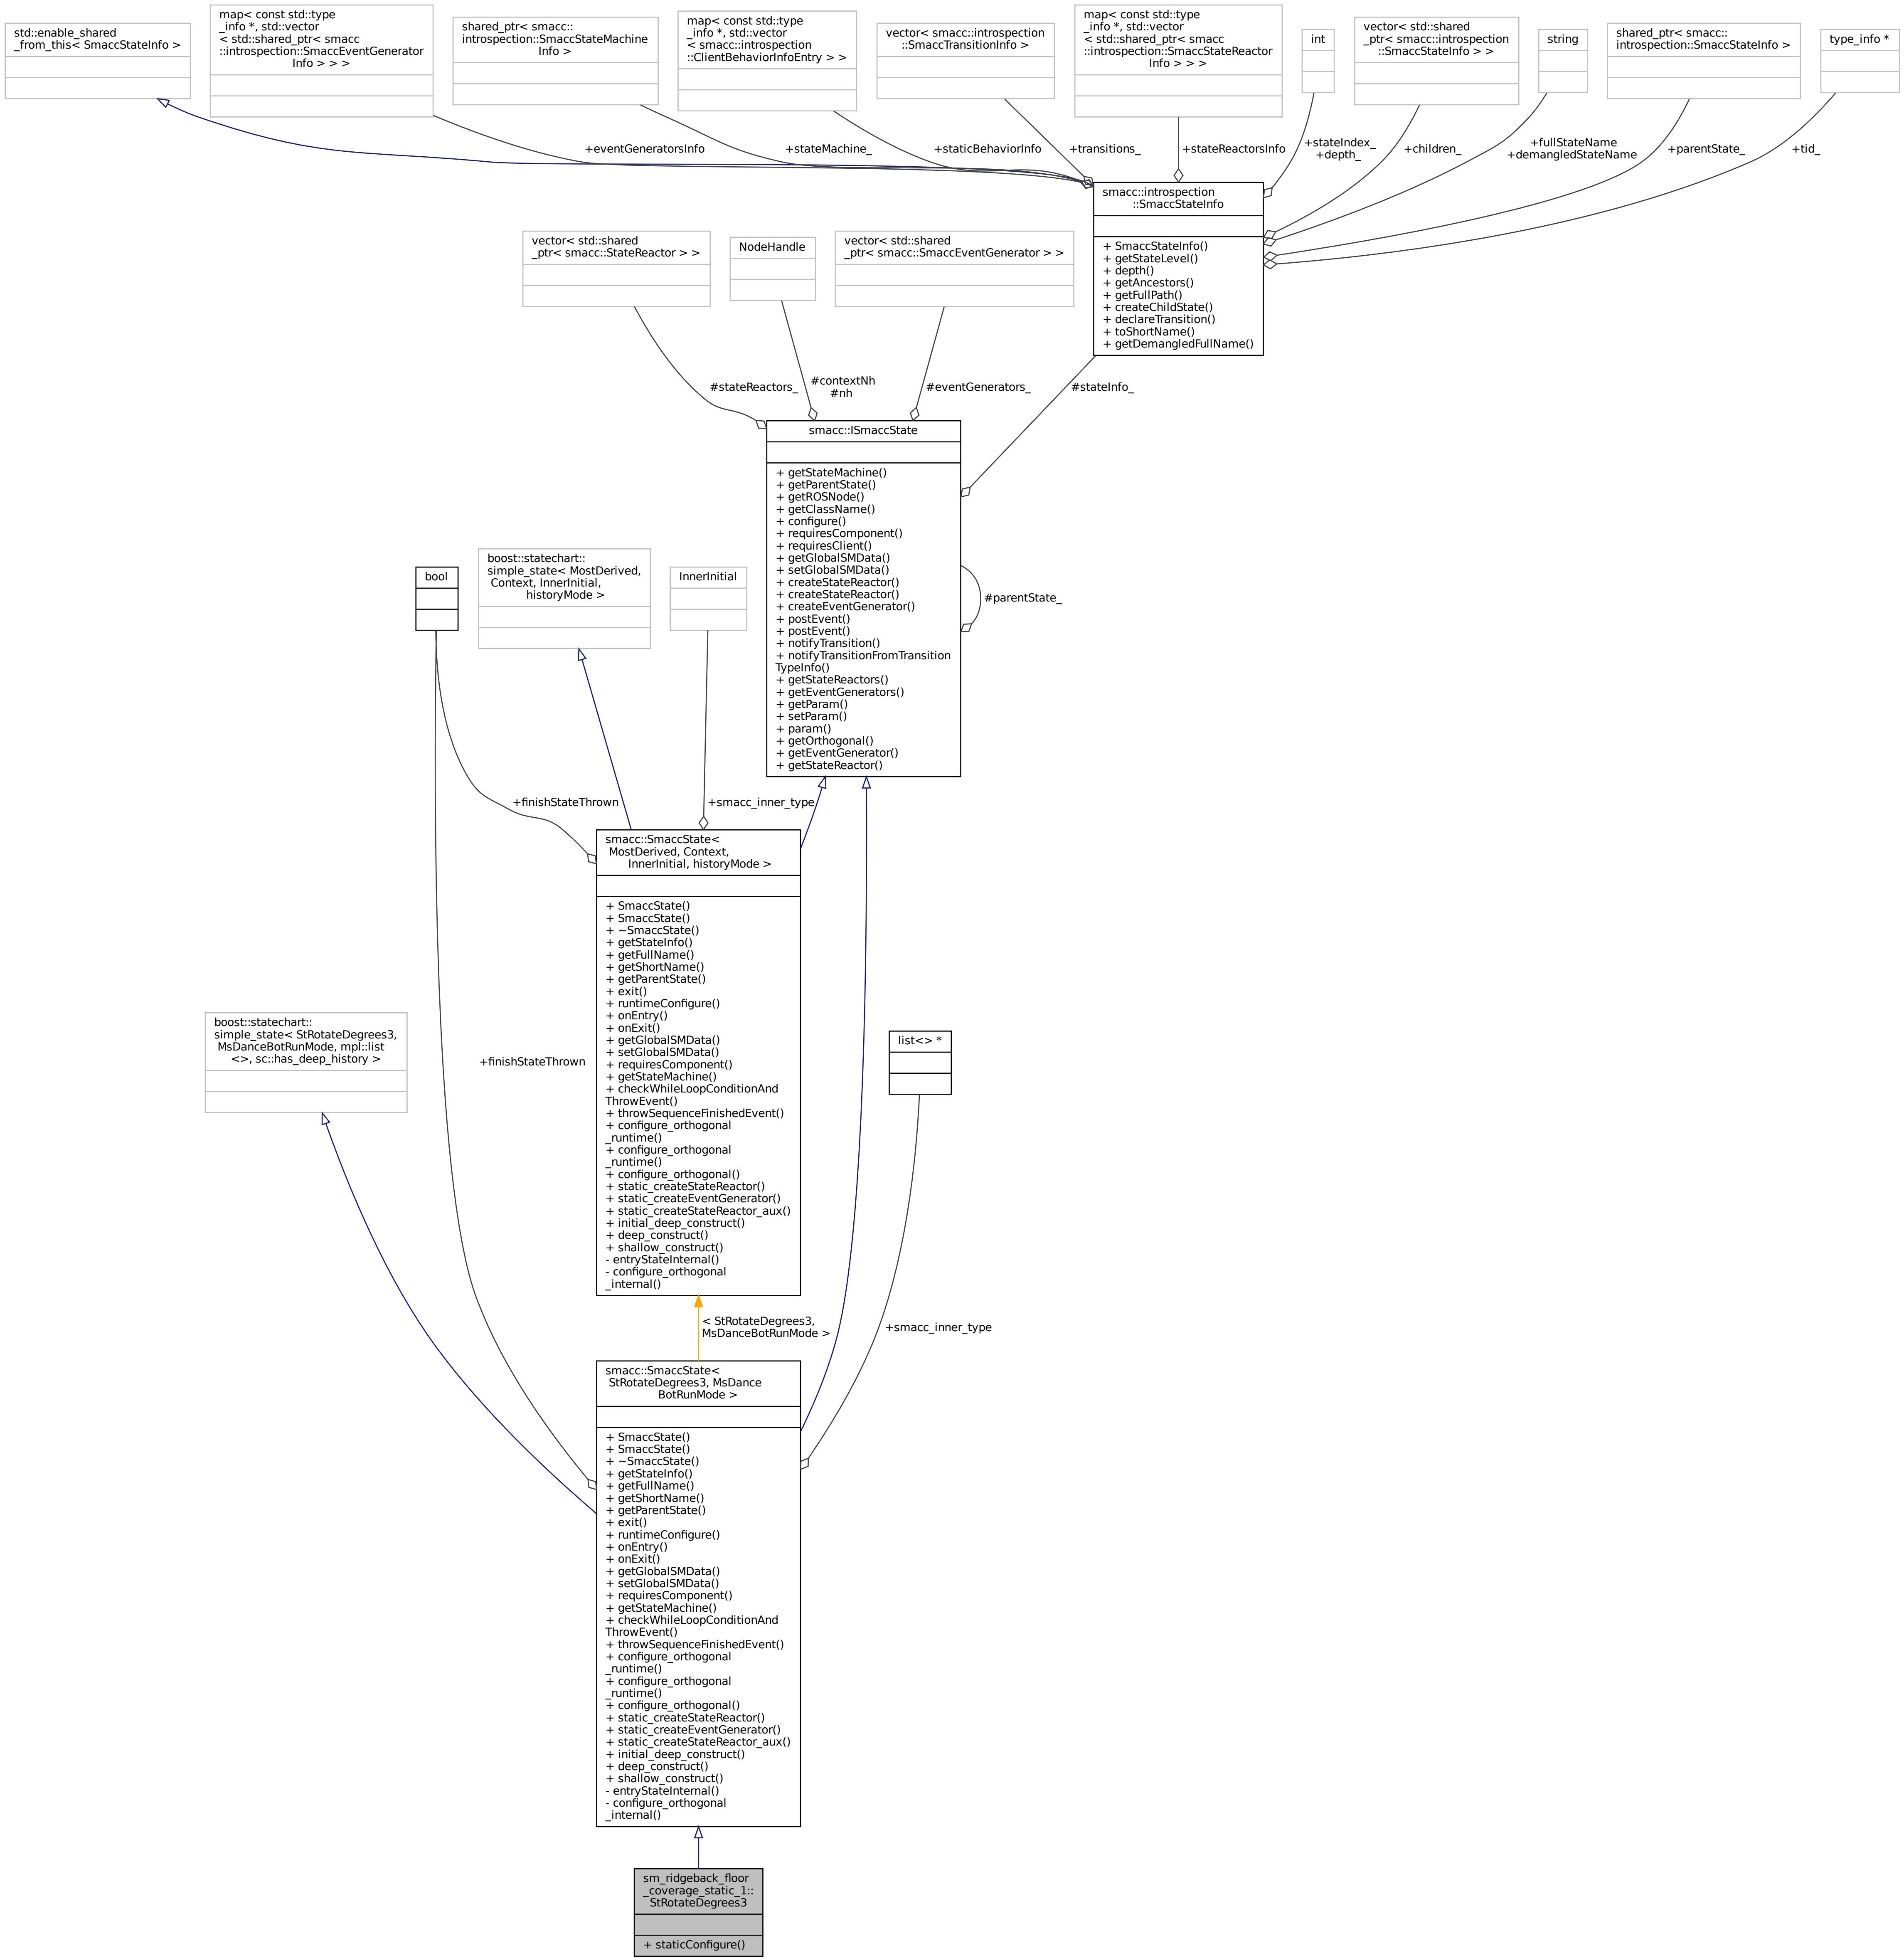 std::enable_shared
_from_this< SmaccStateInfo >
map< const std::type
_info *, std::vector
< std::shared_ptr< smacc
::introspection::SmaccEventGenerator
Info > > >
shared_ptr< smacc::
introspection::SmaccStateMachine
Info >
map< const std::type
_info *, std::vector
< smacc::introspection
::ClientBehaviorInfoEntry > >
vector< smacc::introspection
::SmaccTransitionInfo >
map< const std::type
_info *, std::vector
< std::shared_ptr< smacc
::introspection::SmaccStateReactor
Info > > >
int
vector< std::shared
_ptr< smacc::introspection
::SmaccStateInfo > >
string
shared_ptr< smacc::
introspection::SmaccStateInfo >
type_info *
+eventGeneratorsInfo
+stateMachine_
+staticBehaviorInfo
+transitions_
+stateReactorsInfo
+stateIndex_
+depth_
+children_
+fullStateName
+demangledStateName
+parentState_
+tid_
smacc::introspection
::SmaccStateInfo
+ SmaccStateInfo()
+ getStateLevel()
+ depth()
+ getAncestors()
+ getFullPath()
+ createChildState()
+ declareTransition()
+ toShortName()
+ getDemangledFullName()
vector< std::shared
_ptr< smacc::StateReactor > >
NodeHandle
vector< std::shared
_ptr< smacc::SmaccEventGenerator > >
#stateReactors_
#contextNh
#nh
#eventGenerators_
#stateInfo_
smacc::ISmaccState
+ getStateMachine()
+ getParentState()
+ getROSNode()
+ getClassName()
+ configure()
+ requiresComponent()
+ requiresClient()
+ getGlobalSMData()
+ setGlobalSMData()
+ createStateReactor()
+ createStateReactor()
+ createEventGenerator()
+ postEvent()
+ postEvent()
+ notifyTransition()
+ notifyTransitionFromTransition
TypeInfo()
+ getStateReactors()
+ getEventGenerators()
+ getParam()
+ setParam()
+ param()
+ getOrthogonal()
+ getEventGenerator()
+ getStateReactor()
#parentState_
bool
boost::statechart::
simple_state< MostDerived,
Context, InnerInitial,
historyMode >
InnerInitial
+finishStateThrown
+smacc_inner_type
smacc::SmaccState<
MostDerived, Context,
InnerInitial, historyMode >
+ SmaccState()
+ SmaccState()
+ ~SmaccState()
+ getStateInfo()
+ getFullName()
+ getShortName()
+ getParentState()
+ exit()
+ runtimeConfigure()
+ onEntry()
+ onExit()
+ getGlobalSMData()
+ setGlobalSMData()
+ requiresComponent()
+ getStateMachine()
+ checkWhileLoopConditionAnd
ThrowEvent()
+ throwSequenceFinishedEvent()
+ configure_orthogonal
_runtime()
+ configure_orthogonal
_runtime()
+ configure_orthogonal()
+ static_createStateReactor()
+ static_createEventGenerator()
+ static_createStateReactor_aux()
+ initial_deep_construct()
+ deep_construct()
+ shallow_construct()
- entryStateInternal()
- configure_orthogonal
_internal()
boost::statechart::
simple_state< StRotateDegrees3,
MsDanceBotRunMode, mpl::list
<>, sc::has_deep_history >
+finishStateThrown
list<> *
< StRotateDegrees3,
MsDanceBotRunMode >
+smacc_inner_type
smacc::SmaccState<
StRotateDegrees3, MsDance
BotRunMode >
+ SmaccState()
+ SmaccState()
+ ~SmaccState()
+ getStateInfo()
+ getFullName()
+ getShortName()
+ getParentState()
+ exit()
+ runtimeConfigure()
+ onEntry()
+ onExit()
+ getGlobalSMData()
+ setGlobalSMData()
+ requiresComponent()
+ getStateMachine()
+ checkWhileLoopConditionAnd
ThrowEvent()
+ throwSequenceFinishedEvent()
+ configure_orthogonal
_runtime()
+ configure_orthogonal
_runtime()
+ configure_orthogonal()
+ static_createStateReactor()
+ static_createEventGenerator()
+ static_createStateReactor_aux()
+ initial_deep_construct()
+ deep_construct()
+ shallow_construct()
- entryStateInternal()
- configure_orthogonal
_internal()
sm_ridgeback_floor
_coverage_static_1::
StRotateDegrees3
+ staticConfigure()